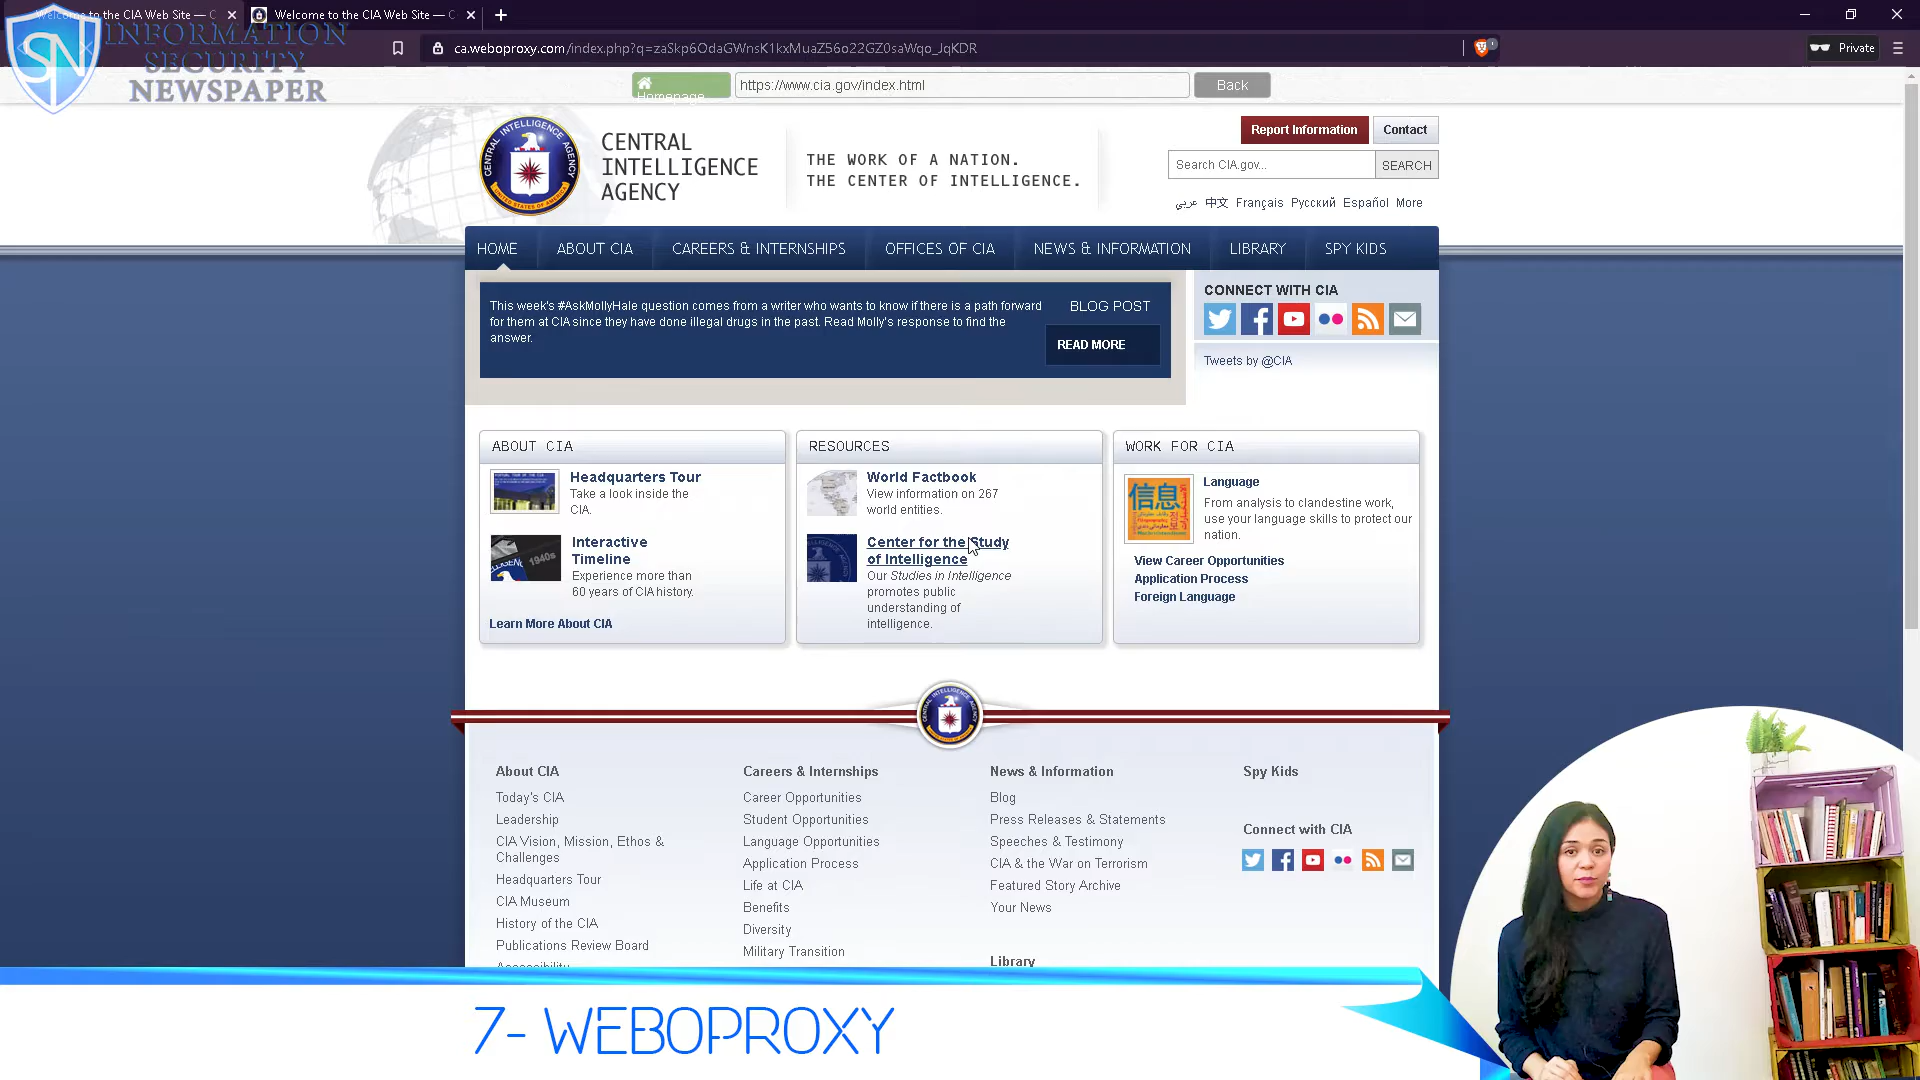 Welcome to the CIA Web Site — C
Welcome to the CIA Web Site — C
INFORMATION
SECURITY
NEWSPAPER
ca.weboproxy.com/index.php?q=zaSkp6OdaGWnsK1kxMuaZ56o22GZ0saWqo_JqKDR
Private
Homepage
https://www.cia.gov/index.html
Back
CENTRAL
INTELLIGENCE
AGENCY
THE WORK OF A NATION.
THE CENTER OF INTELLIGENCE.
Report Information
Contact
Search CIA.gov...
SEARCH
عربي 中文 Français Русский Español More
HOME
ABOUT CIA
CAREERS & INTERNSHIPS
OFFICES OF CIA
NEWS & INFORMATION
LIBRARY
SPY KIDS
This week's #AskMollyHale question comes from a writer who wants to know if there is a path forward
for them at CIA since they have done illegal drugs in the past. Read Molly's response to find the
answer.
BLOG POST
READ MORE
CONNECT WITH CIA
Tweets by @CIA
ABOUT CIA
Headquarters Tour
Take a look inside the
CIA.
Interactive
Timeline
Experience more than
60 years of CIA history.
Learn More About CIA
RESOURCES
World Factbook
View information on 267
world entities.
Center for the Study
of Intelligence
Our Studies in Intelligence
promotes public
understanding of
intelligence.
WORK FOR CIA
Language
From analysis to clandestine work,
use your language skills to protect our
nation.
View Career Opportunities
Application Process
Foreign Language
About CIA
Today's CIA
Leadership
CIA Vision, Mission, Ethos &
Challenges
Headquarters Tour
CIA Museum
History of the CIA
Publications Review Board
Accessibility
Careers & Internships
Career Opportunities
Student Opportunities
Language Opportunities
Application Process
Life at CIA
Benefits
Diversity
Military Transition
News & Information
Blog
Press Releases & Statements
Speeches & Testimony
CIA & the War on Terrorism
Featured Story Archive
Your News
Library
Spy Kids
Connect with CIA
7- WEBOPROXY